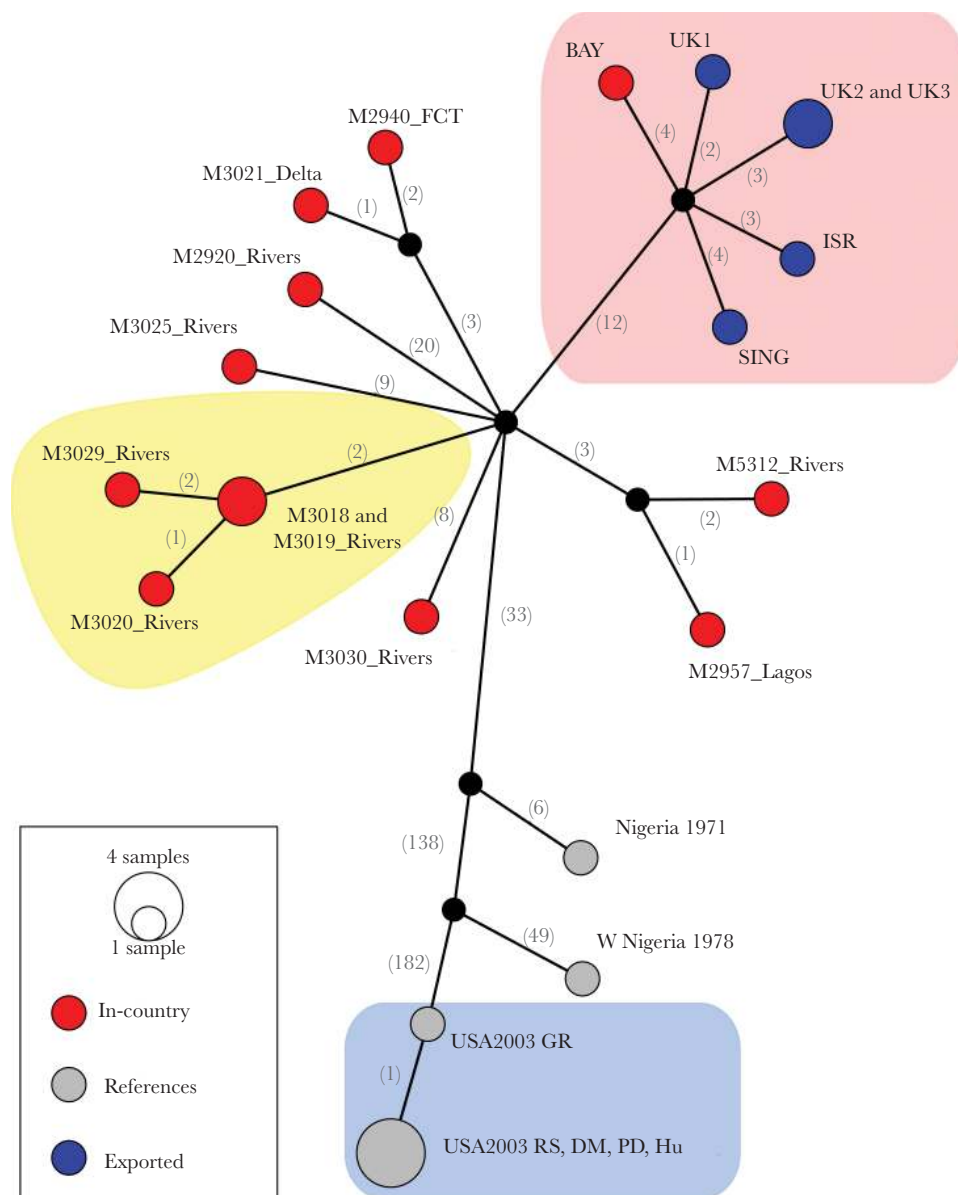 BAY
UK1
UK2 and UK3
(4)
(2)
(3)
(3)
(4)
ISR
SING
(12)
M2940_FCT
M3021_Delta
(2)
(1)
M2920_Rivers
(3)
M3025_Rivers
(20)
(9)
M3029_Rivers
(2)
(2)
M3018 and
M3019_Rivers
(1)
M3020_Rivers
(8)
M3030_Rivers
(3)
M5312_Rivers
(2)
(1)
M2957_Lagos
(33)
(6)
Nigeria 1971
(138)
(49)
W Nigeria 1978
(182)
USA2003 GR
(1)
USA2003 RS, DM, PD, Hu
4 samples
1 sample
In-country
References
Exported